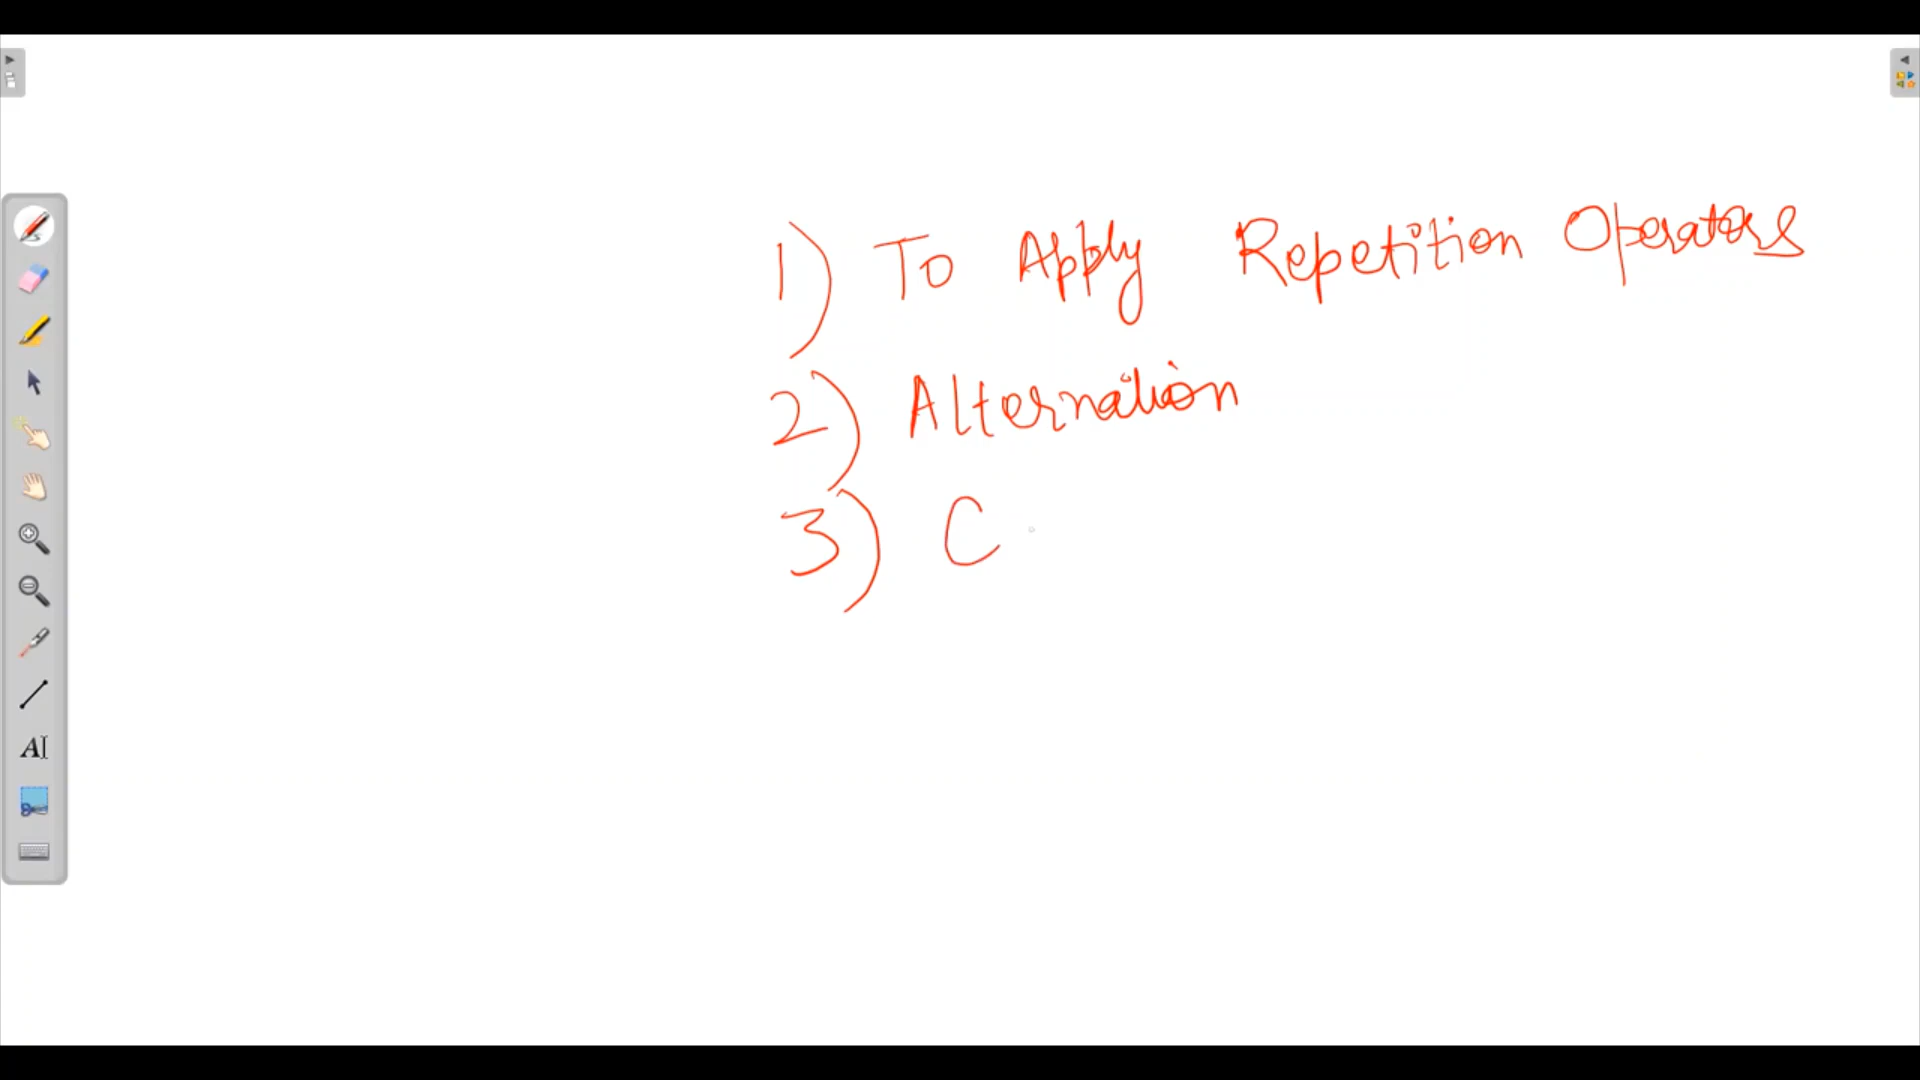 1) To Apply Repetition Operators
2) Alternation
3) C